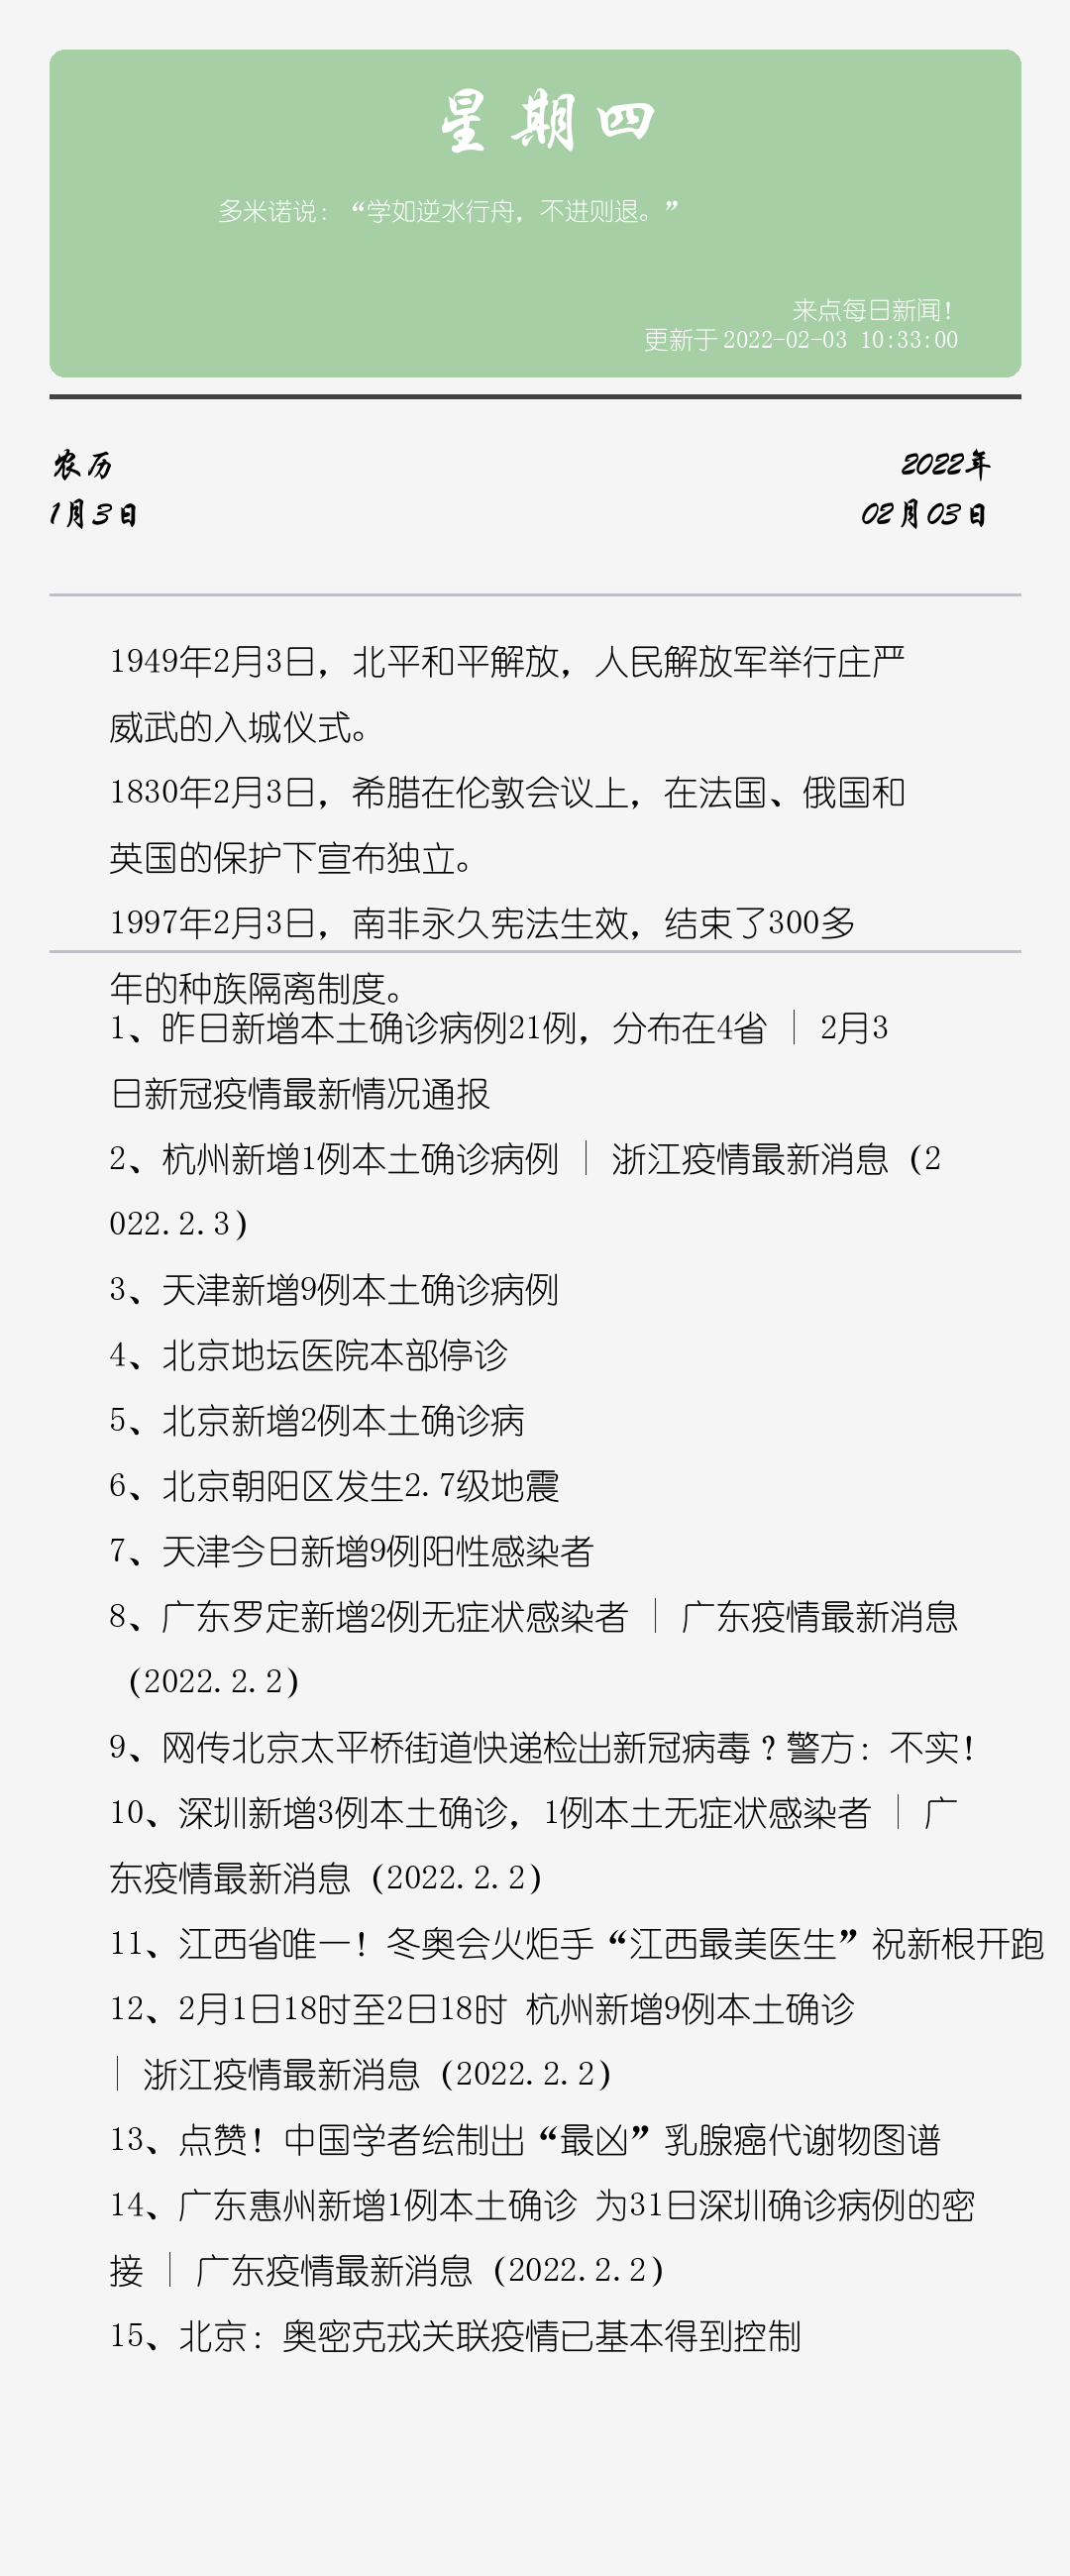 星期四
多米诺说：“学如逆水行舟，不进则退。”
来点每日新闻！
更新于 2022-02-03 10:33:00
农历
1月3日
2022年
02月03日
1949年2月3日，北平和平解放，人民解放军举行庄严
威武的入城仪式。
1830年2月3日，希腊在伦敦会议上，在法国、俄国和
英国的保护下宣布独立。
1997年2月3日，南非永久宪法生效，结束了300多
年的种族隔离制度。
1、昨日新增本土确诊病例21例，分布在4省 | 2月3
日新冠疫情最新情况通报
2、杭州新增1例本土确诊病例 | 浙江疫情最新消息（2
022.2.3）
3、天津新增9例本土确诊病例
4、北京地坛医院本部停诊
5、北京新增2例本土确诊病
6、北京朝阳区发生2.7级地震
7、天津今日新增9例阳性感染者
8、广东罗定新增2例无症状感染者 | 广东疫情最新消息
（2022.2.2）
9、网传北京太平桥街道快递检出新冠病毒？警方：不实！
10、深圳新增3例本土确诊，1例本土无症状感染者 | 广
东疫情最新消息（2022.2.2）
11、江西省唯一！冬奥会火炬手“江西最美医生”祝新根开跑
12、2月1日18时至2日18时 杭州新增9例本土确诊
| 浙江疫情最新消息（2022.2.2）
13、点赞！中国学者绘制出“最凶”乳腺癌代谢物图谱
14、广东惠州新增1例本土确诊 为31日深圳确诊病例的密
接 | 广东疫情最新消息（2022.2.2）
15、北京：奥密克戎关联疫情已基本得到控制